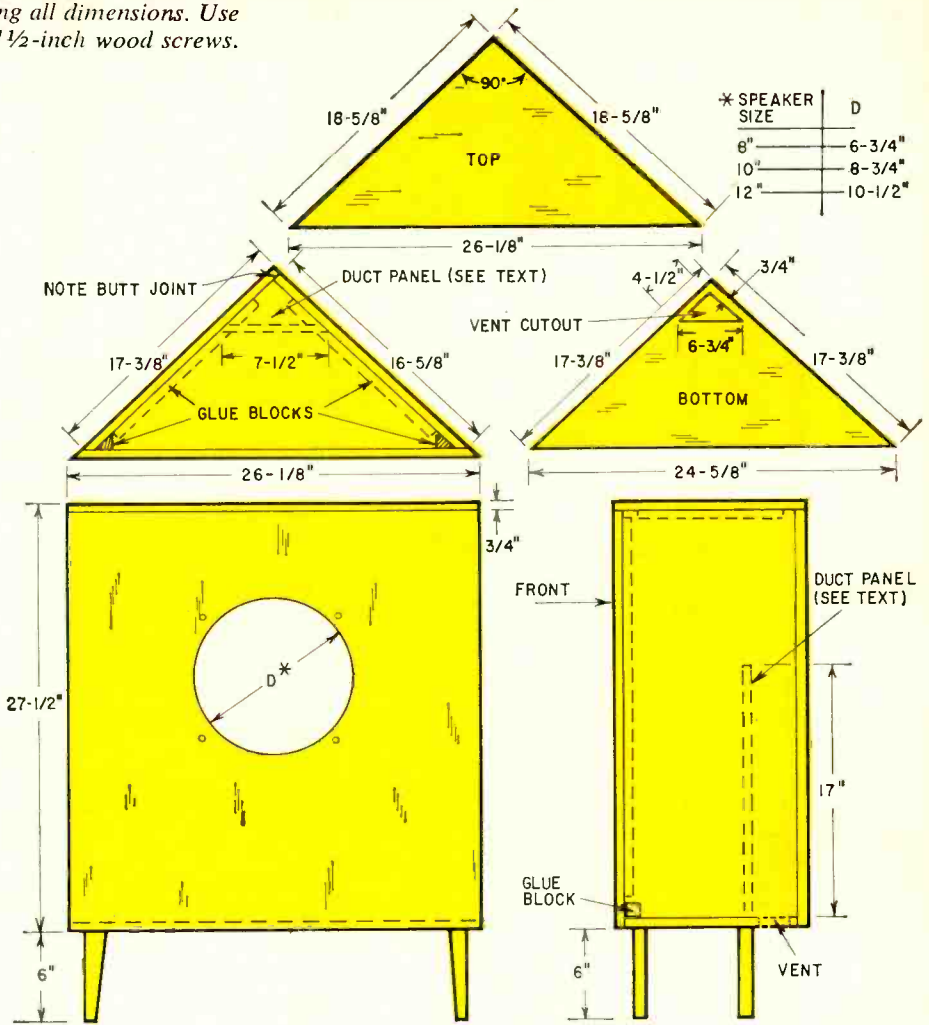 ng all dimensions. Use
1½-inch wood screws.
90°
18-5/8"
18-5/8"
TOP
26-1/8"
* SPEAKER SIZE D
8" 6-3/4"
10" 8-3/4"
12" 10-1/2"
NOTE BUTT JOINT
DUCT PANEL (SEE TEXT)
17-3/8"
7-1/2"
16-5/8"
GLUE BLOCKS
26-1/8"
4-1/2"
3/4"
VENT CUTOUT
6-3/4"
17-3/8"
17-3/8"
BOTTOM
24-5/8"
3/4"
D*
27-1/2"
6"
FRONT
DUCT PANEL
(SEE TEXT)
17"
GLUE
BLOCK
6"
VENT